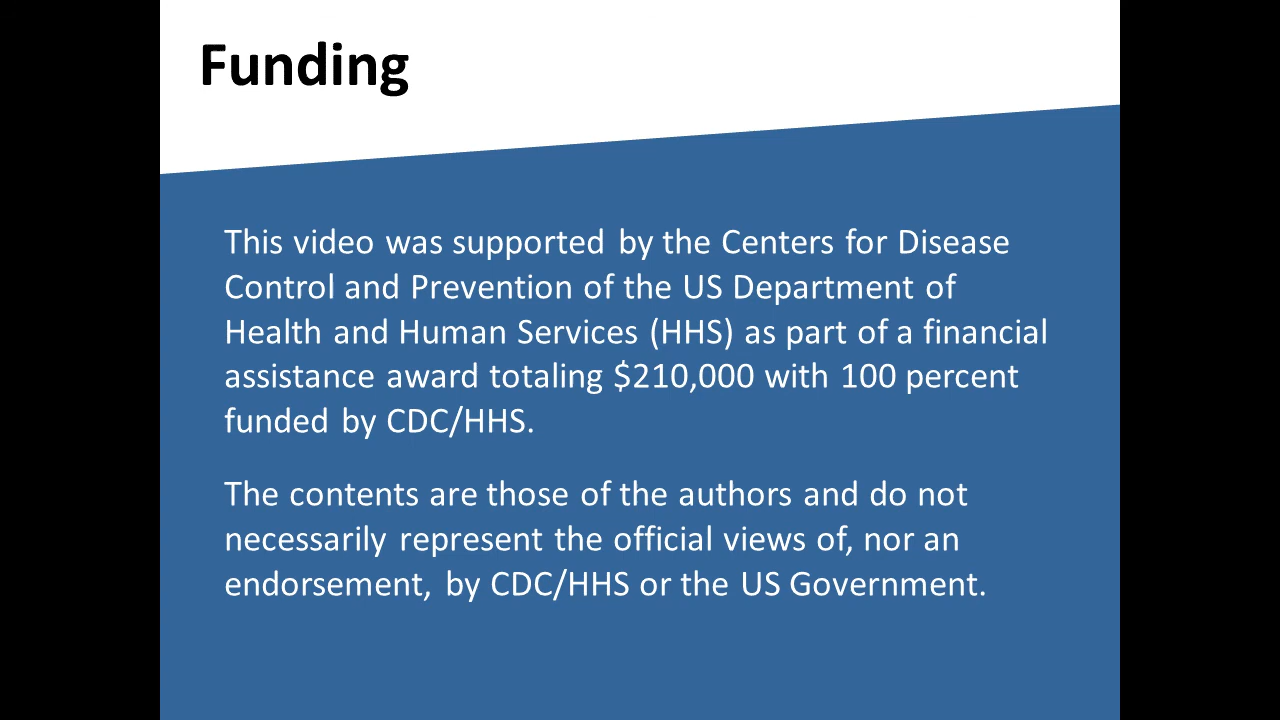 Funding
This video was supported by the Centers for Disease
Control and Prevention of the US Department of
Health and Human Services (HHS) as part of a financial
assistance award totaling $210,000 with 100 percent
funded by CDC/HHS.
The contents are those of the authors and do not
necessarily represent the official views of, nor an
endorsement, by CDC/HHS or the US Government.